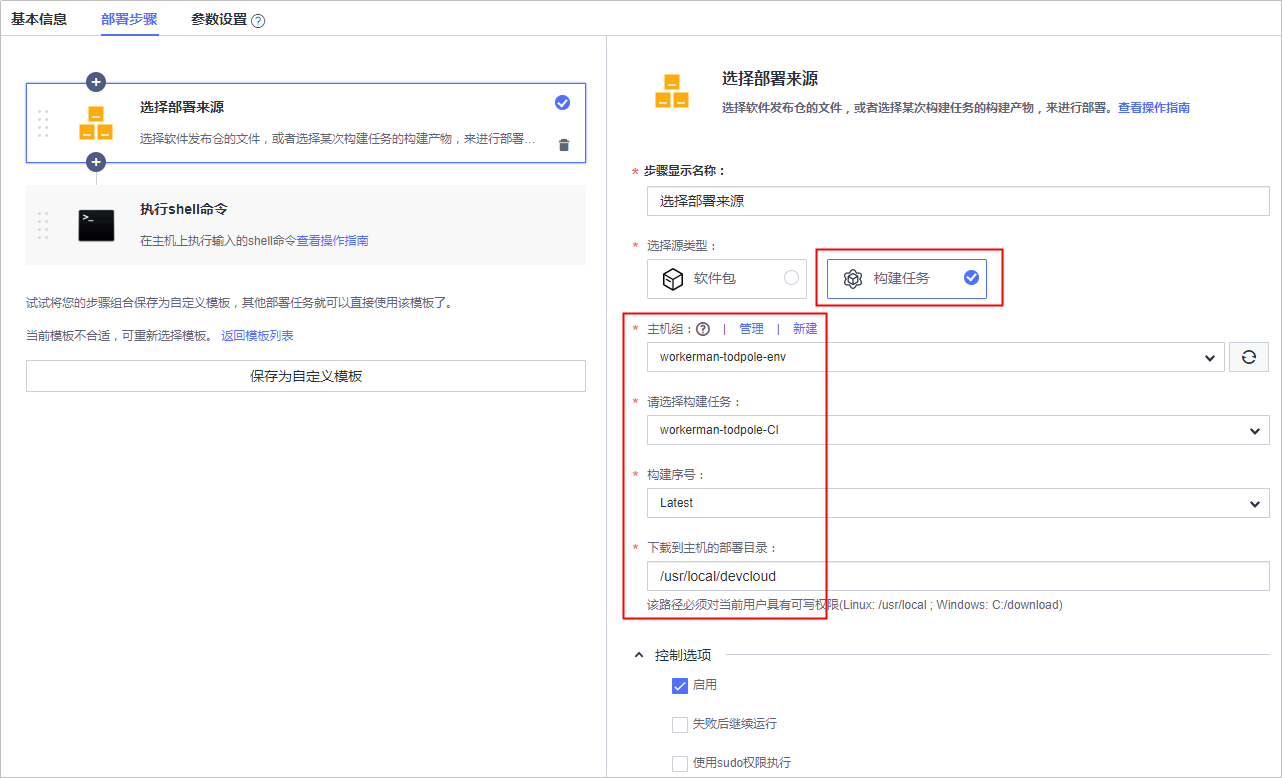 基本信息 部署步骤 参数设置 ?
选择部署来源
选择软件发布仓的文件，或者选择某次构建任务的构建产物，来进行部署...
>_
执行shell命令
在主机上执行输入的shell命令查看操作指南
试试将您的步骤组合保存为自定义模板，其他部署任务就可以直接使用该模板了。
当前模板不合适，可重新选择模板。 返回模板列表
保存为自定义模板
选择部署来源
选择软件发布仓的文件，或者选择某次构建任务的构建产物，来进行部署。查看操作指南
* 步骤显示名称：
选择部署来源
* 选择源类型：
软件包 构建任务
* 主机组：? | 管理 | 新建
workerman-todpole-env
* 请选择构建任务：
workerman-todpole-CI
* 构建序号：
Latest
* 下载到主机的部署目录：
/usr/local/devcloud
该路径必须对当前用户具有可写权限(Linux: /usr/local ; Windows: C:/download)
控制选项
启用
失败后继续运行
使用sudo权限执行